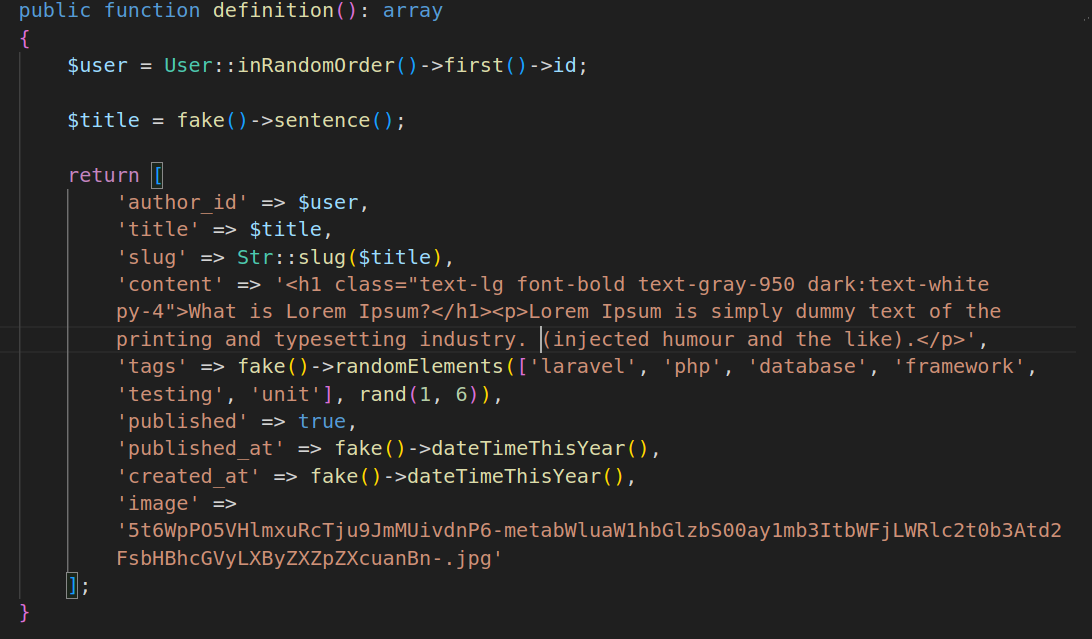 public function definition(): array
{
$user = User::inRandomOrder()->first()->id;
$title = fake()->sentence();
return [
'author_id' => $user,
'title' => $title,
'slug' => Str::slug($title),
'content' => '<h1 class="text-lg font-bold text-gray-950 dark:text-white
py-4">What is Lorem Ipsum?</h1><p>Lorem Ipsum is simply dummy text of the
printing and typesetting industry. (injected humour and the like).</p>',
'tags' => fake()->randomElements(['laravel', 'php', 'database', 'framework',
'testing', 'unit'], rand(1, 6)),
'published' => true,
'published_at' => fake()->dateTimeThisYear(),
'created_at' => fake()->dateTimeThisYear(),
'image' =>
'5t6WpPO5VHlmxuRcTju9JmMUivdnP6-metabWluaW1hbGlzbS00ay1mb3ItbWFjLWRlc2t0b3Atd2
FsbHBhcGVyLXByZXZpZXcuanBn-.jpg'
];
}